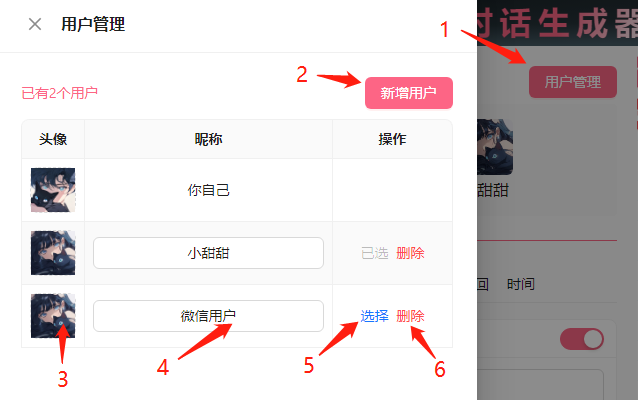 用户管理
对话生成器
1
用户管理
2
已有2个用户
新增用户
头像 昵称 操作
你自己
甜甜
小甜甜
已选 删除
回 时间
微信用户
选择 删除
3
4
5
6